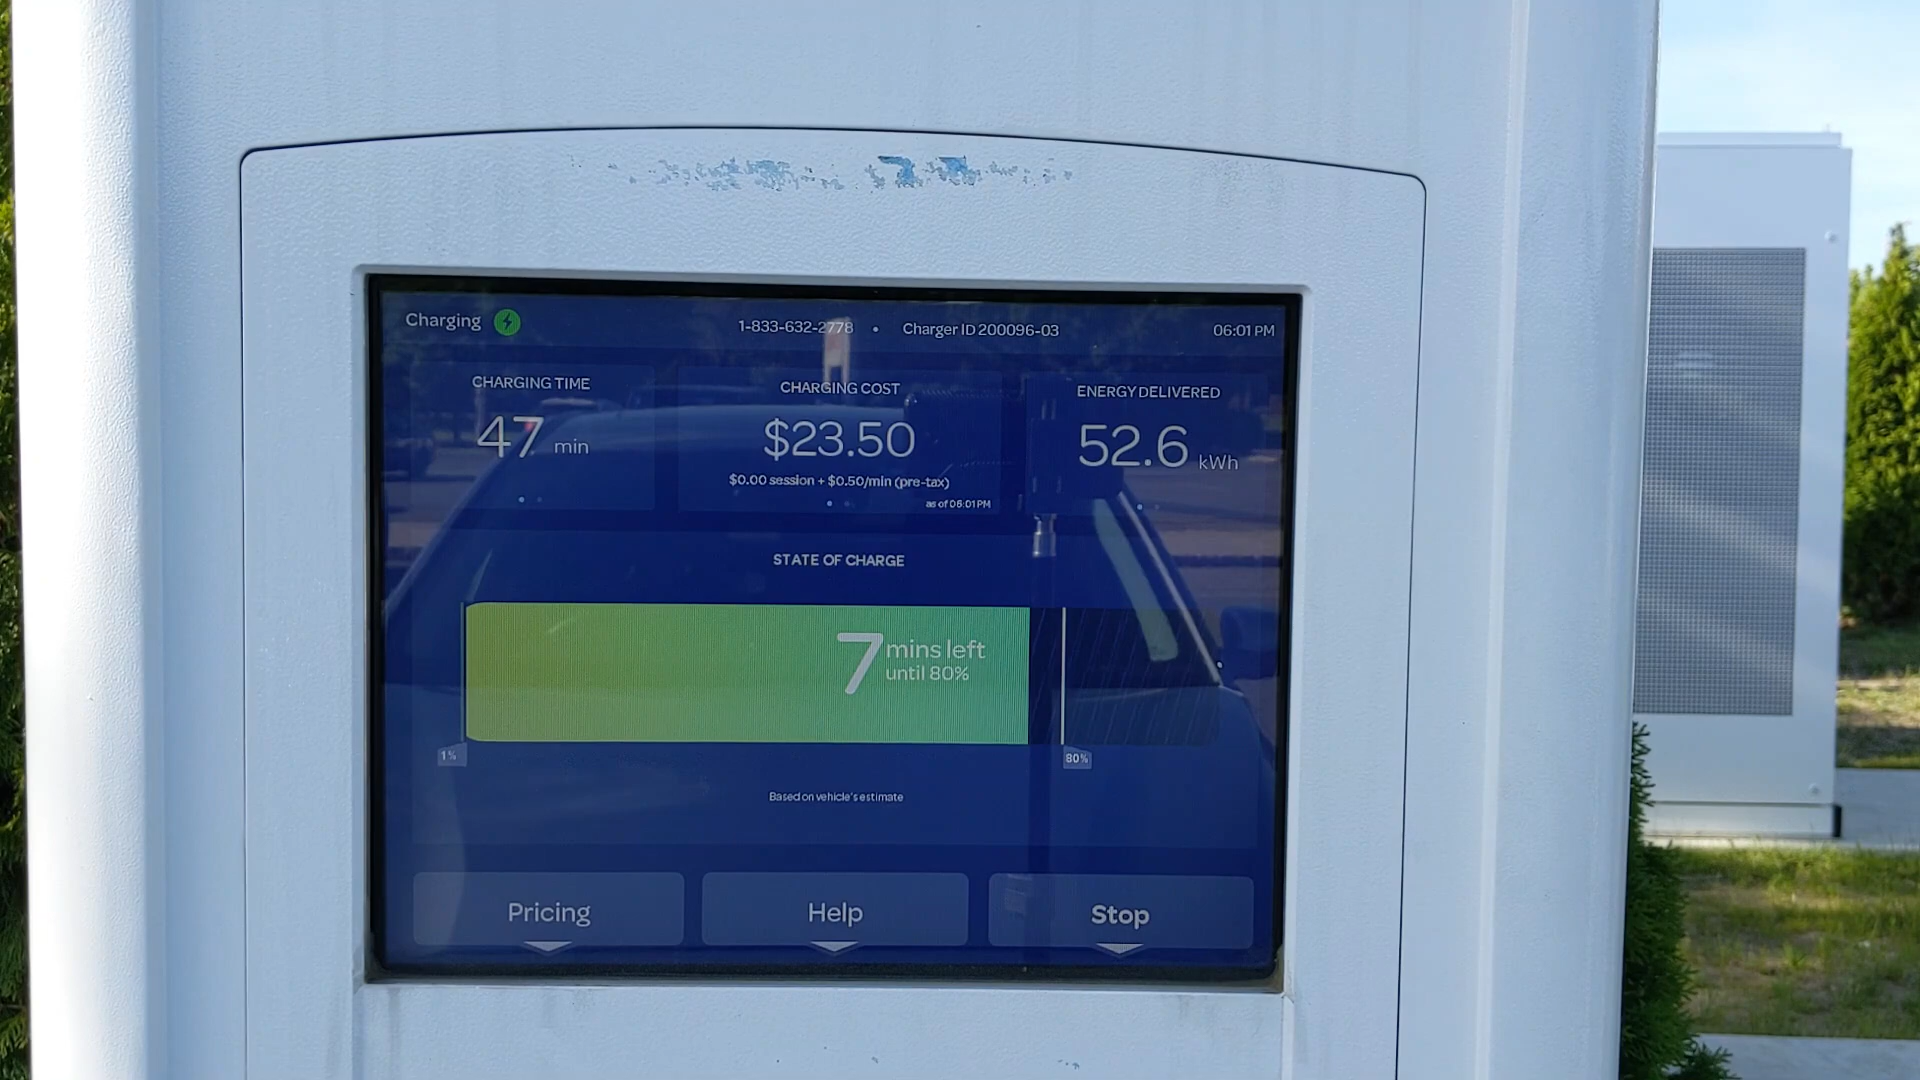 Charging
1-833-632-2778 • Charger ID 200096-03
06:01 PM
CHARGING TIME
47 min
CHARGING COST
$23.50
$0.00 session + $0.50/min (pre-tax)
as of 06:01 PM
ENERGY DELIVERED
52.6 kWh
STATE OF CHARGE
7 mins left
until 80%
1%
80%
Based on vehicle's estimate
Pricing
Help
Stop